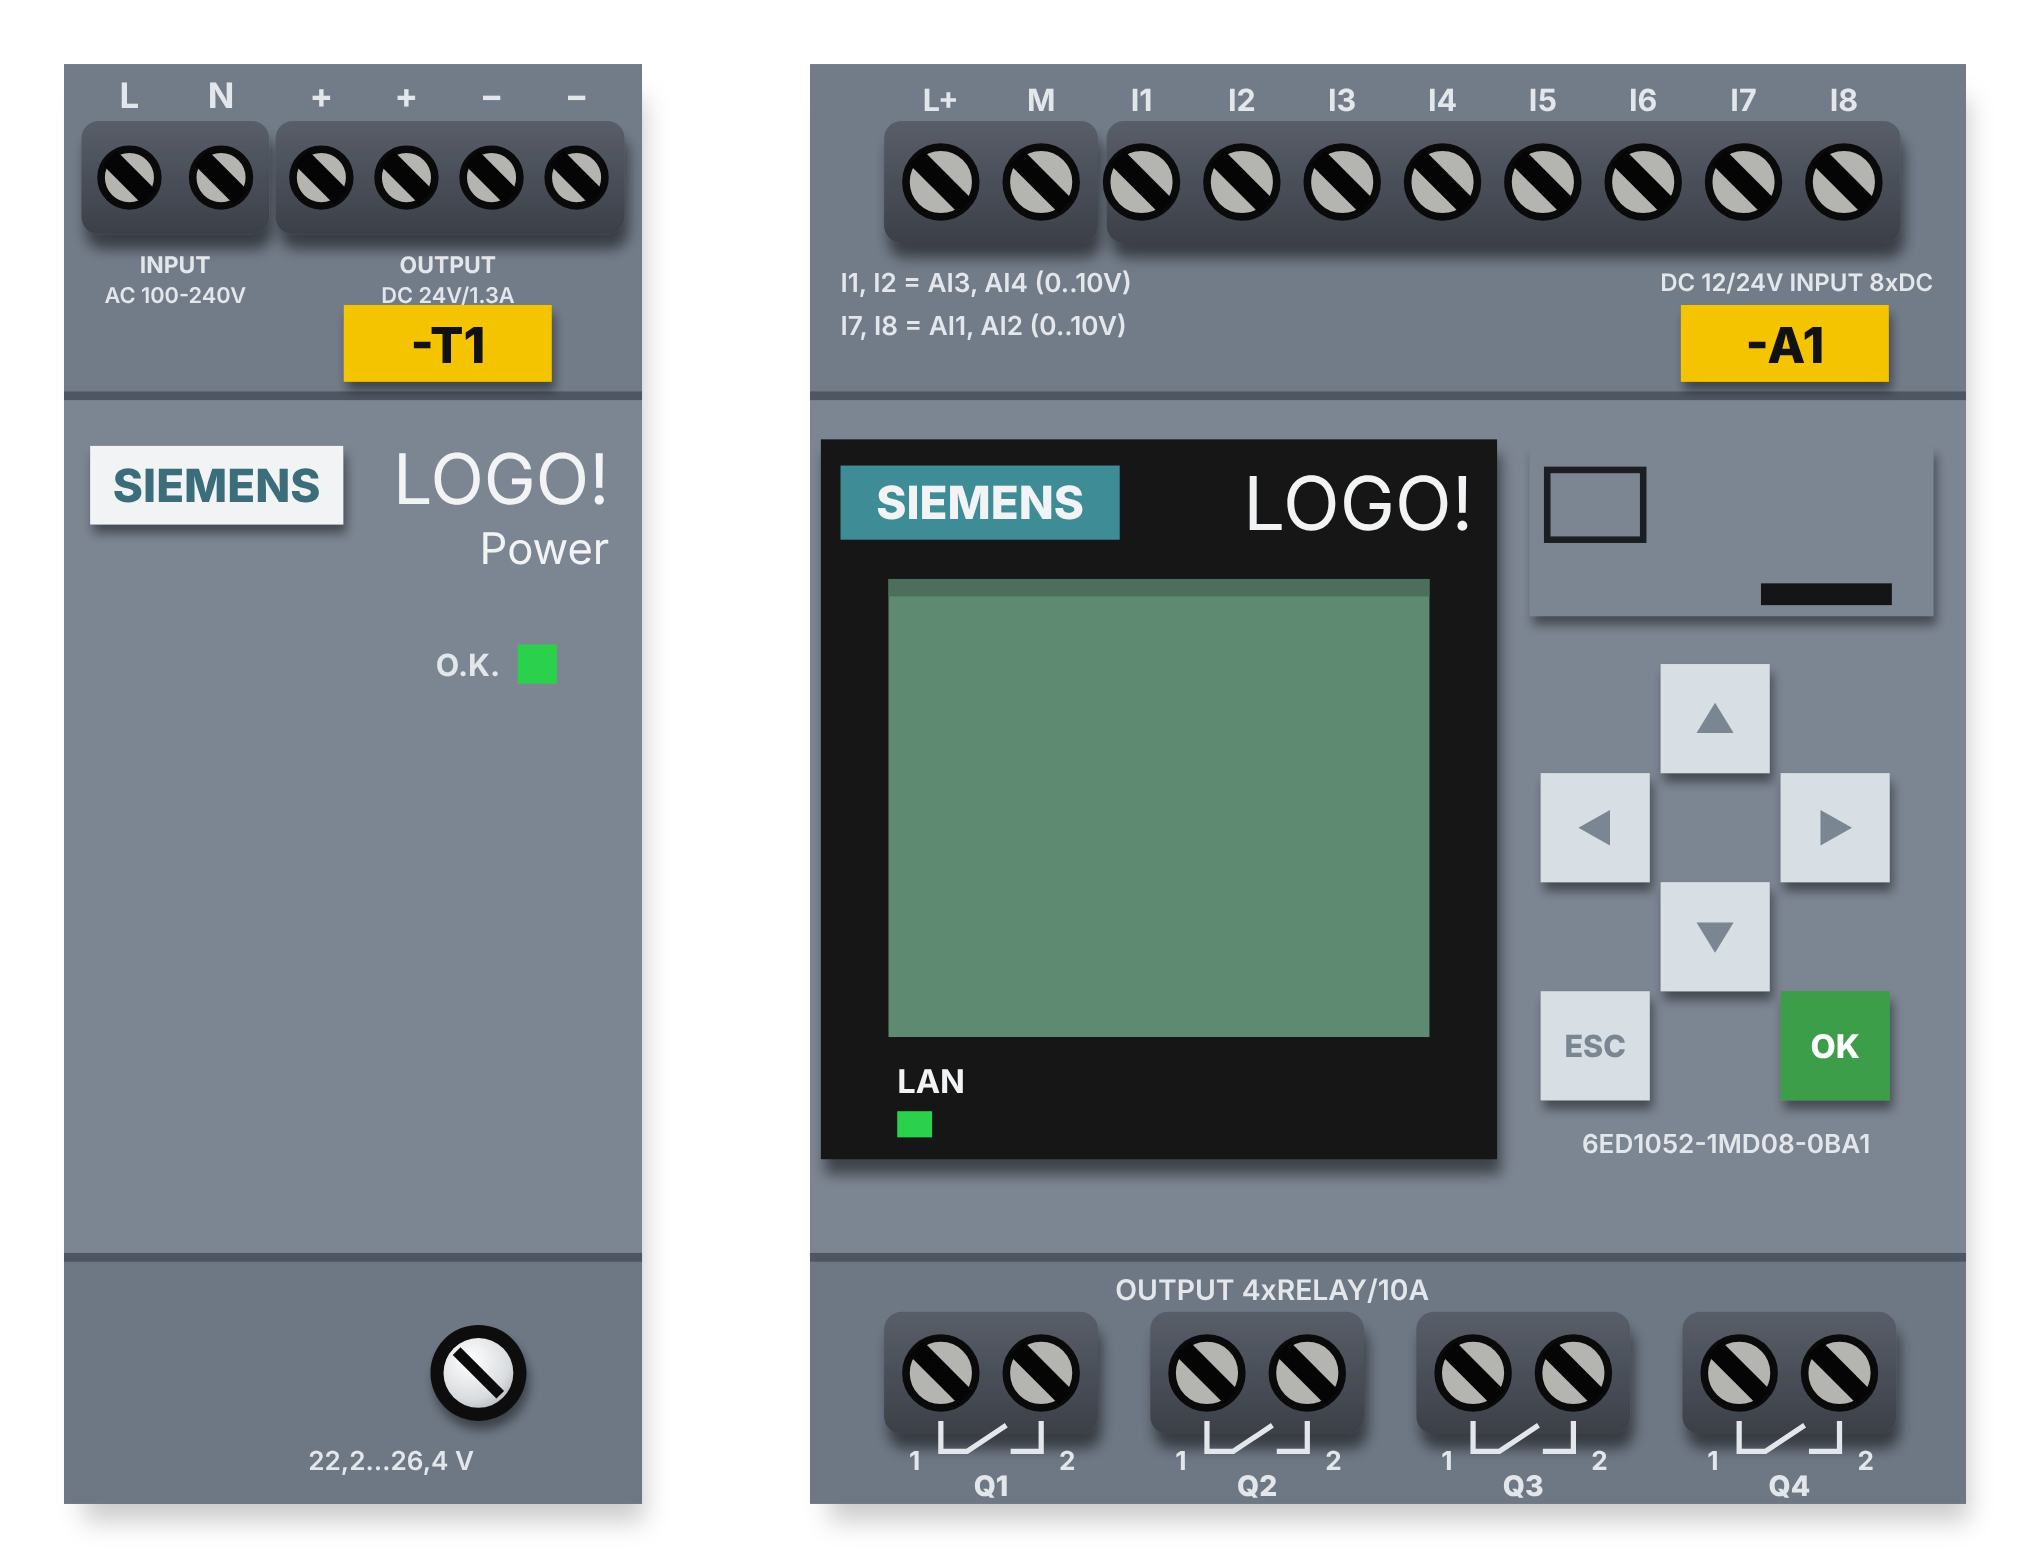 L N + + − −
INPUT OUTPUT
AC 100-240V DC 24V/1.3A
-T1
SIEMENS LOGO!
Power
O.K.
22,2...26,4 V
L+ M I1 I2 I3 I4 I5 I6 I7 I8
I1, I2 = AI3, AI4 (0..10V) DC 12/24V INPUT 8xDC
I7, I8 = AI1, AI2 (0..10V)
-A1
SIEMENS LOGO!
LAN
ESC OK
6ED1052-1MD08-0BA1
OUTPUT 4xRELAY/10A
1 2 1 2 1 2 1 2
Q1 Q2 Q3 Q4